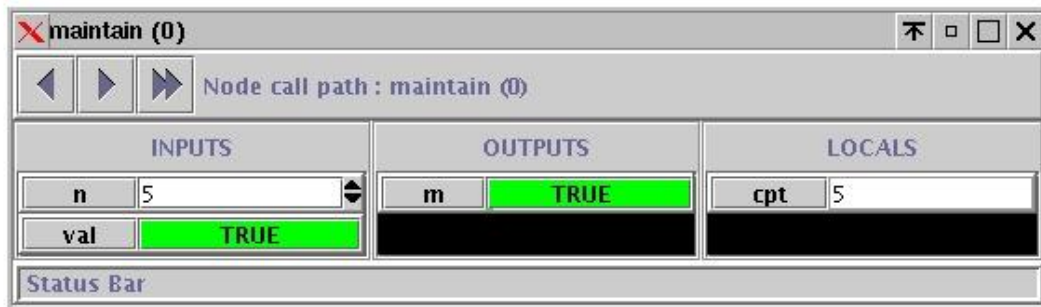 maintain (0)
Node call path : maintain (0)
INPUTS OUTPUTS LOCALS
n 5 m TRUE cpt 5
val TRUE
Status Bar